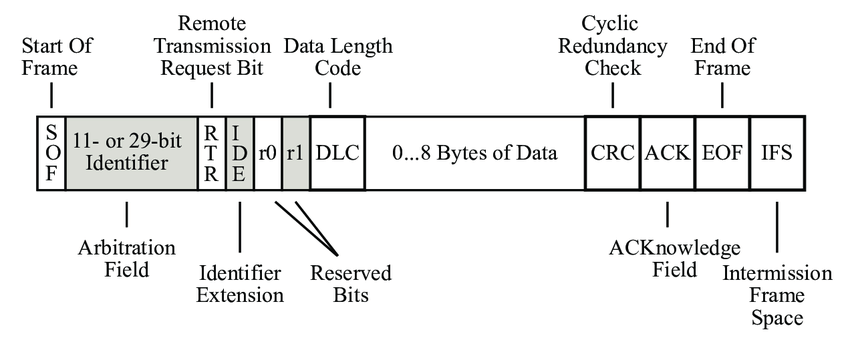 Start Of
Frame
Remote
Transmission
Request Bit
Data Length
Code
Cyclic
Redundancy
Check
End Of
Frame
S
O
F
11- or 29-bit
Identifier
R
T
R
I
D
E
r0
r1
DLC
0...8 Bytes of Data
CRC
ACK
EOF
IFS
Arbitration
Field
Identifier
Extension
Reserved
Bits
ACKnowledge
Field
Intermission
Frame
Space